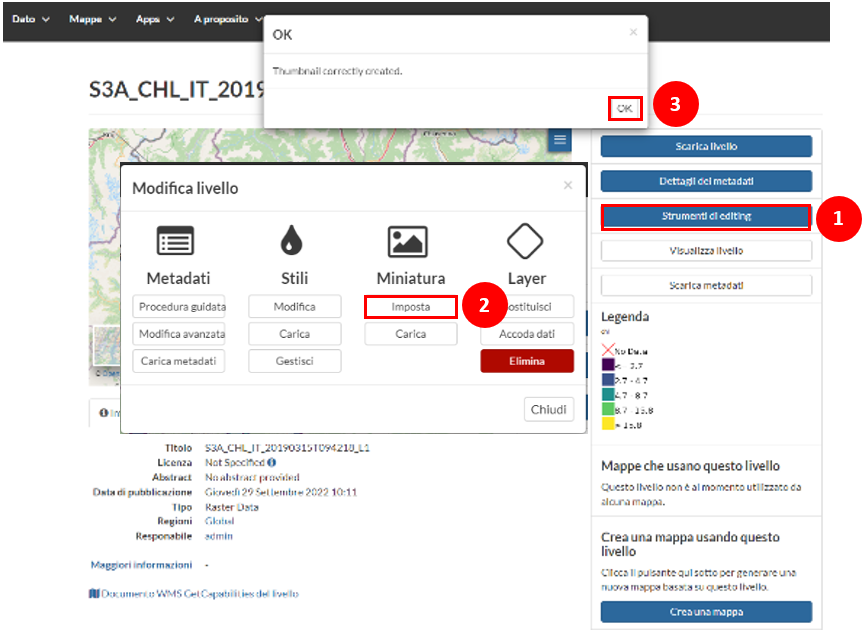 Dato Mappe Apps A proposito
OK ×
Thumbnail correctly created.
OK
3
S3A_CHL_IT_2019
Scarica livello
Dettagli dei metadati
Strumenti di editing
1
Visualizza livello
Scarica metadati
Modifica livello ×
Metadati Stili Miniatura Layer
Procedura guidata Modifica Imposta 2 ostituisci
Modifica avanzata Carica Carica Accoda dati
Carica metadati Gestisci Elimina
Chiudi
Legenda
No Data
2.7 - 4.7
4.7 - 8.7
8.7 - 15.8
> 15.8
Titolo S3A_CHL_IT_20190315T094218_L1
Licenza Not Specified
Abstract No abstract provided
Data di pubblicazione Giovedì 29 Settembre 2022 10:11
Tipo Raster Data
Regioni Global
Responabile admin
Maggiori informazioni -
Documento WMS GetCapabilities del livello
Mappe che usano questo livello
Questo livello non è al momento utilizzato da
alcuna mappa.
Crea una mappa usando questo
livello
Clicca il pulsante qui sotto per generare una
nuova mappa basata su questo livello.
Crea una mappa